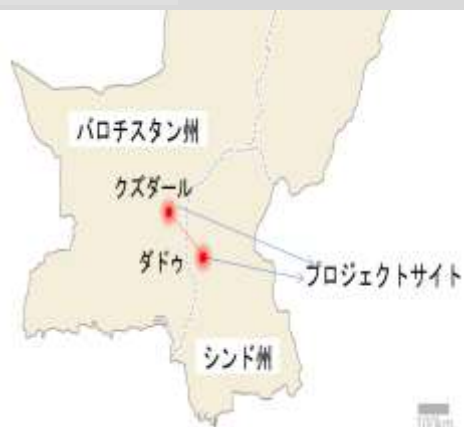 バロチスタン州
クズダール
ダドゥ
プロジェクトサイト
シンド州
100km